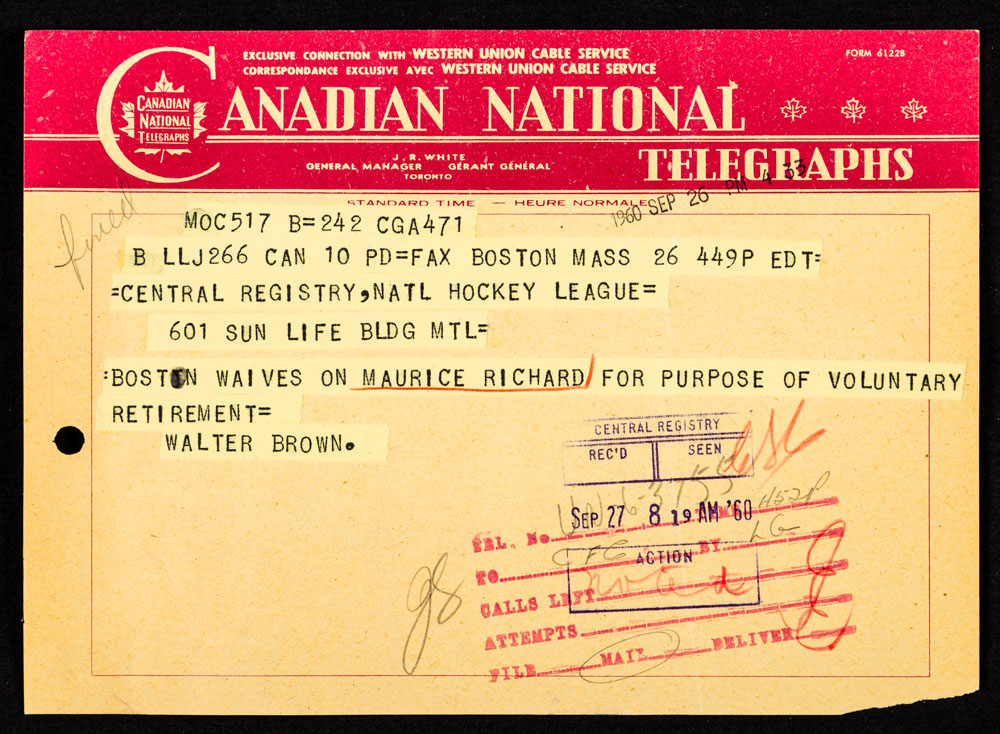 EXCLUSIVE CONNECTION WITH WESTERN UNION CABLE SERVICE
CORRESPONDANCE EXCLUSIVE AVEC WESTERN UNION CABLE SERVICE
FORM 6122B
CANADIAN
NATIONAL
TELEGRAPHS
CANADIAN NATIONAL
TELEGRAPHS
J. R. WHITE
GENERAL MANAGER GÉRANT GÉNÉRAL
TORONTO
STANDARD TIME — HEURE NORMALE
1960 SEP 26 PM 4 33
MOC517 B=242 CGA471
B LLJ266 CAN 10 PD=FAX BOSTON MASS 26 449P EDT=
=CENTRAL REGISTRY,NATL HOCKEY LEAGUE=
601 SUN LIFE BLDG MTL=
=BOSTON WAIVES ON MAURICE RICHARD FOR PURPOSE OF VOLUNTARY
RETIREMENT=
WALTER BROWN.
CENTRAL REGISTRY
REC'D SEEN
SEP 27 8 19 AM '60
ACTION
noted
TEL. No.
TO BY LG
CALLS LEFT
ATTEMPTS
FILE MAIL DELIVER